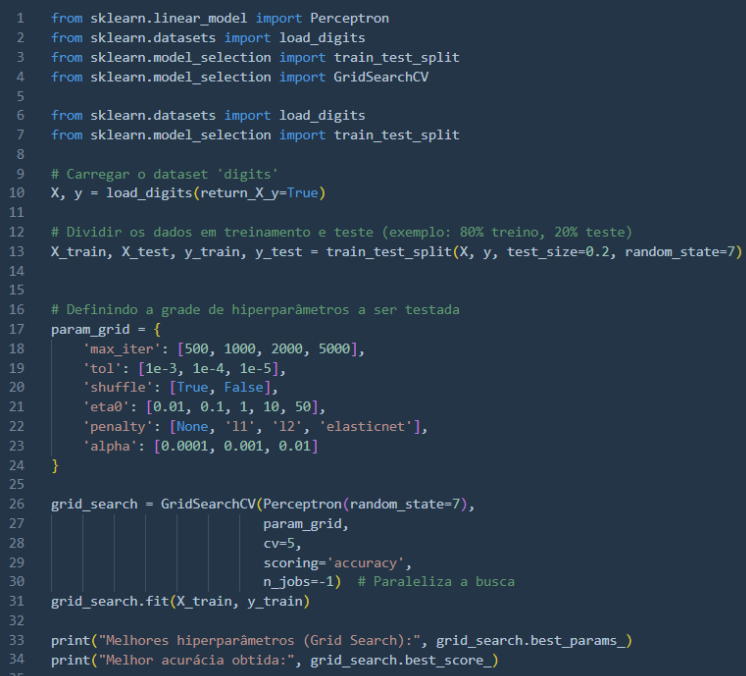 1 from sklearn.linear_model import Perceptron
2 from sklearn.datasets import load_digits
3 from sklearn.model_selection import train_test_split
4 from sklearn.model_selection import GridSearchCV
5
6 from sklearn.datasets import load_digits
7 from sklearn.model_selection import train_test_split
8
9 # Carregar o dataset 'digits'
10 X, y = load_digits(return_X_y=True)
11
12 # Dividir os dados em treinamento e teste (exemplo: 80% treino, 20% teste)
13 X_train, X_test, y_train, y_test = train_test_split(X, y, test_size=0.2, random_state=7)
14
15
16 # Definindo a grade de hiperparâmetros a ser testada
17 param_grid = {
18     'max_iter': [500, 1000, 2000, 5000],
19     'tol': [1e-3, 1e-4, 1e-5],
20     'shuffle': [True, False],
21     'eta0': [0.01, 0.1, 1, 10, 50],
22     'penalty': [None, 'l1', 'l2', 'elasticnet'],
23     'alpha': [0.0001, 0.001, 0.01]
24 }
25
26 grid_search = GridSearchCV(Perceptron(random_state=7),
27                            param_grid,
28                            cv=5,
29                            scoring='accuracy',
30                            n_jobs=-1)  # Paraleliza a busca
31 grid_search.fit(X_train, y_train)
32
33 print("Melhores hiperparâmetros (Grid Search):", grid_search.best_params_)
34 print("Melhor acurácia obtida:", grid_search.best_score_)